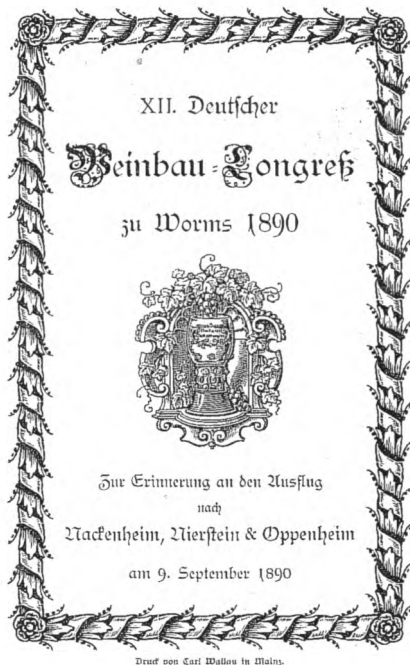 XII. Deutscher
Weinbau-Congreß
zu Worms 1890
Zur Erinnerung an den Ausflug
nach
Nackenheim, Nierstein & Oppenheim
am 9. September 1890
Druck von Carl Wallau in Mainz.